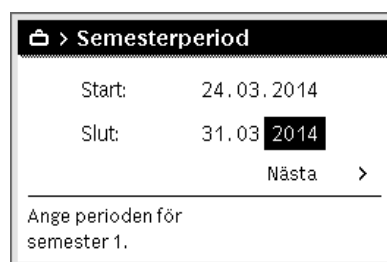 > Semesterperiod
Start: 24.03.2014
Slut: 31.03 2014
Nästa >
Ange perioden för
semester 1.